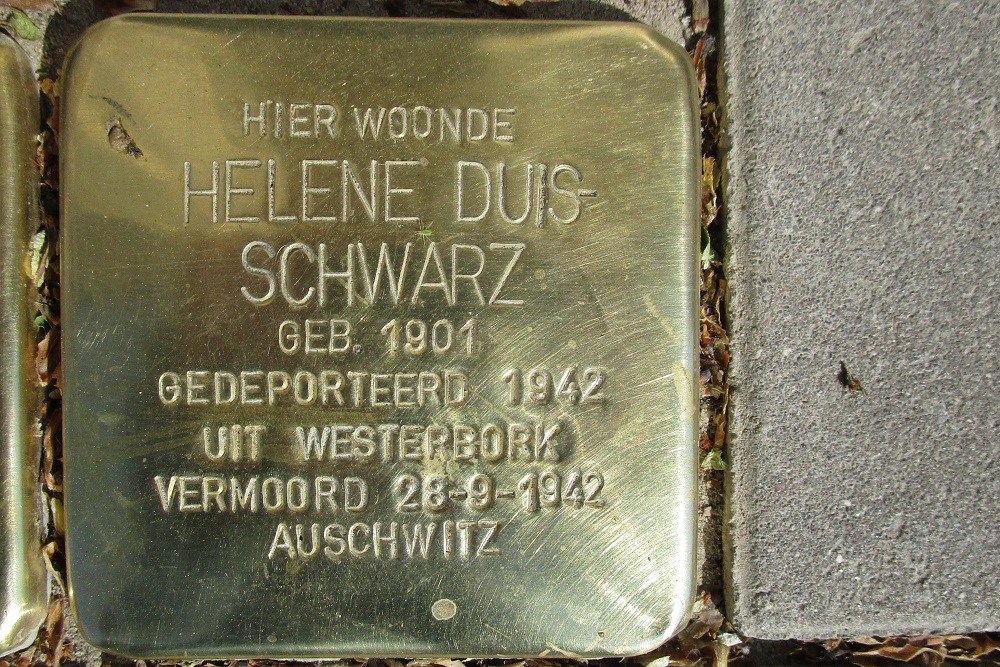 HIER WOONDE
HELENE DUIS-
SCHWARZ
GEB. 1901
GEDEPORTEERD 1942
UIT WESTERBORK
VERMOORD 28-9-1942
AUSCHWITZ